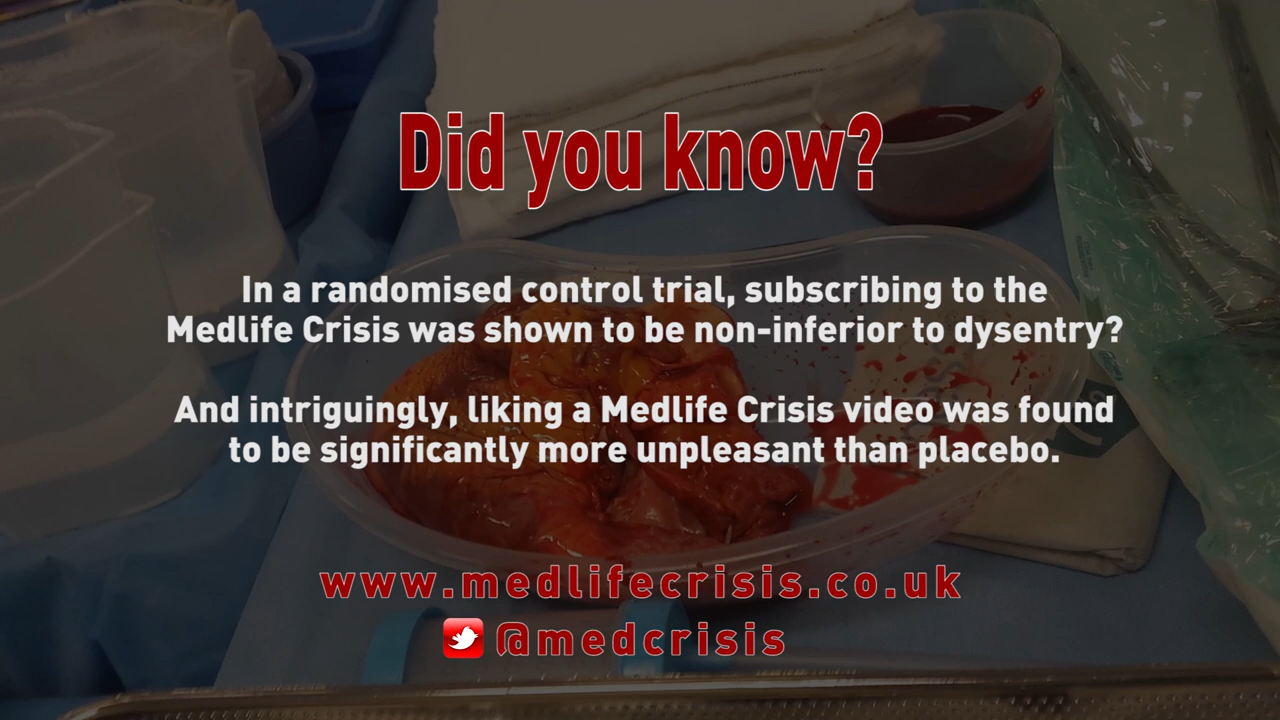 Did you know?
In a randomised control trial, subscribing to the
Medlife Crisis was shown to be non-inferior to dysentry?
And intriguingly, liking a Medlife Crisis video was found
to be significantly more unpleasant than placebo.
www.medlifecrisis.co.uk
@medcrisis